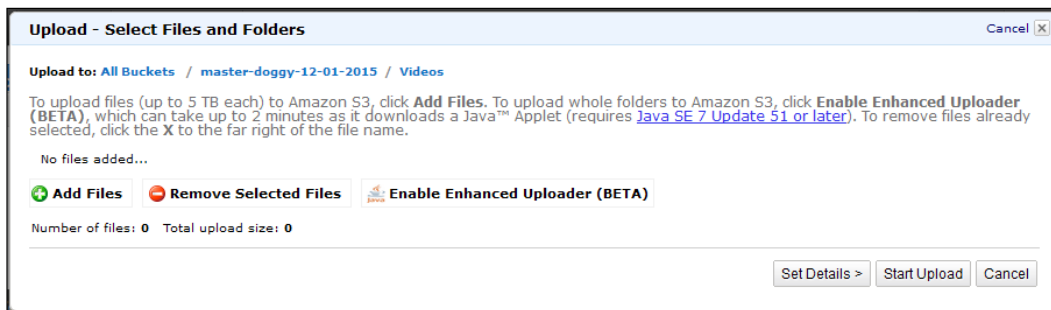 Upload - Select Files and Folders Cancel
Upload to: All Buckets / master-doggy-12-01-2015 / Videos
To upload files (up to 5 TB each) to Amazon S3, click Add Files. To upload whole folders to Amazon S3, click Enable Enhanced Uploader
(BETA), which can take up to 2 minutes as it downloads a Java™ Applet (requires Java SE 7 Update 51 or later). To remove files already
selected, click the X to the far right of the file name.
No files added...
Add Files Remove Selected Files Enable Enhanced Uploader (BETA)
Number of files: 0 Total upload size: 0
Set Details > Start Upload Cancel